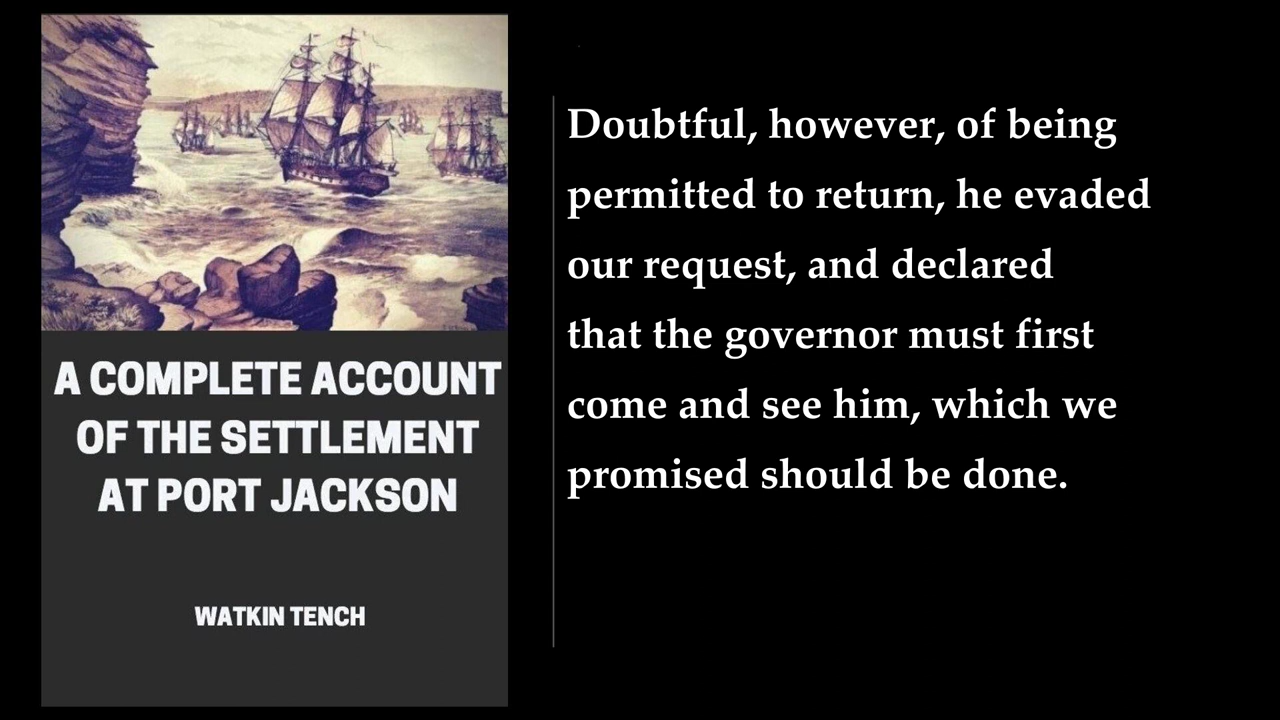 A COMPLETE ACCOUNT
OF THE SETTLEMENT
AT PORT JACKSON
WATKIN TENCH
Doubtful, however, of being
permitted to return, he evaded
our request, and declared
that the governor must first
come and see him, which we
promised should be done.